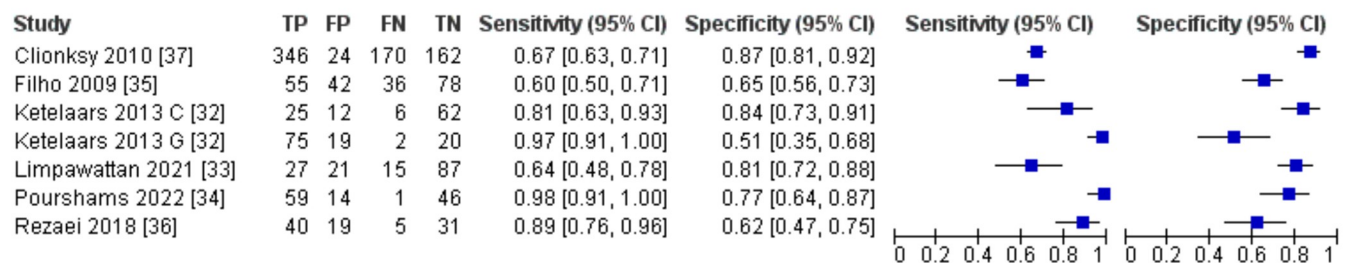 Study TP FP FN TN Sensitivity (95% CI) Specificity (95% CI) Sensitivity (95% CI) Specificity (95% CI)
Clionksy 2010 [37] 346 24 170 162 0.67 [0.63, 0.71] 0.87 [0.81, 0.92]
Filho 2009 [35] 55 42 36 78 0.60 [0.50, 0.71] 0.65 [0.56, 0.73]
Ketelaars 2013 C [32] 25 12 6 62 0.81 [0.63, 0.93] 0.84 [0.73, 0.91]
Ketelaars 2013 G [32] 75 19 2 20 0.97 [0.91, 1.00] 0.51 [0.35, 0.68]
Limpawattan 2021 [33] 27 21 15 87 0.64 [0.48, 0.78] 0.81 [0.72, 0.88]
Pourshams 2022 [34] 59 14 1 46 0.98 [0.91, 1.00] 0.77 [0.64, 0.87]
Rezaei 2018 [36] 40 19 5 31 0.89 [0.76, 0.96] 0.62 [0.47, 0.75]
0 0.2 0.4 0.6 0.8 1 0 0.2 0.4 0.6 0.8 1